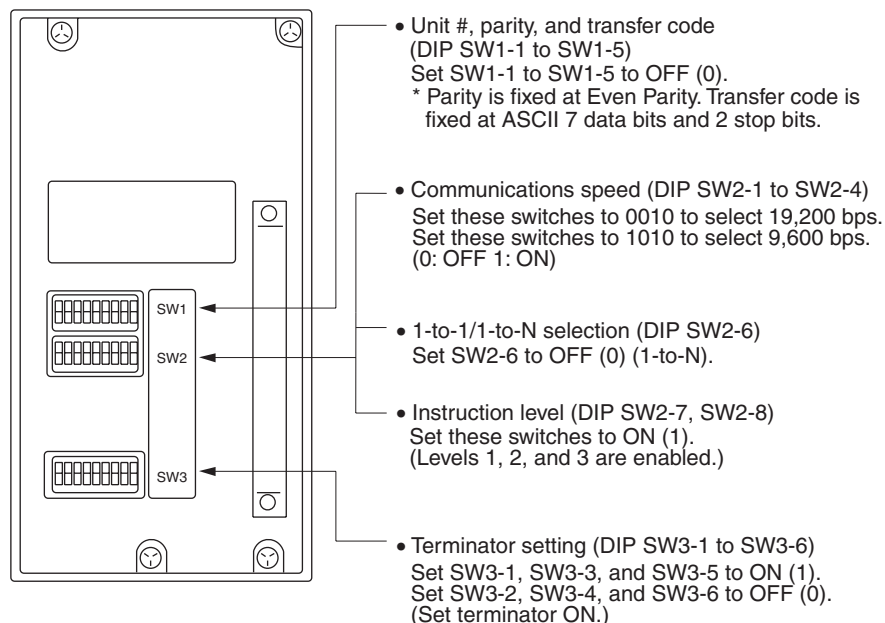 • Unit #, parity, and transfer code
(DIP SW1-1 to SW1-5)
Set SW1-1 to SW1-5 to OFF (0).
* Parity is fixed at Even Parity. Transfer code is
fixed at ASCII 7 data bits and 2 stop bits.
• Communications speed (DIP SW2-1 to SW2-4)
Set these switches to 0010 to select 19,200 bps.
Set these switches to 1010 to select 9,600 bps.
(0: OFF 1: ON)
SW1
• 1-to-1/1-to-N selection (DIP SW2-6)
Set SW2-6 to OFF (0) (1-to-N).
SW2
• Instruction level (DIP SW2-7, SW2-8)
Set these switches to ON (1).
(Levels 1, 2, and 3 are enabled.)
SW3
• Terminator setting (DIP SW3-1 to SW3-6)
Set SW3-1, SW3-3, and SW3-5 to ON (1).
Set SW3-2, SW3-4, and SW3-6 to OFF (0).
(Set terminator ON.)